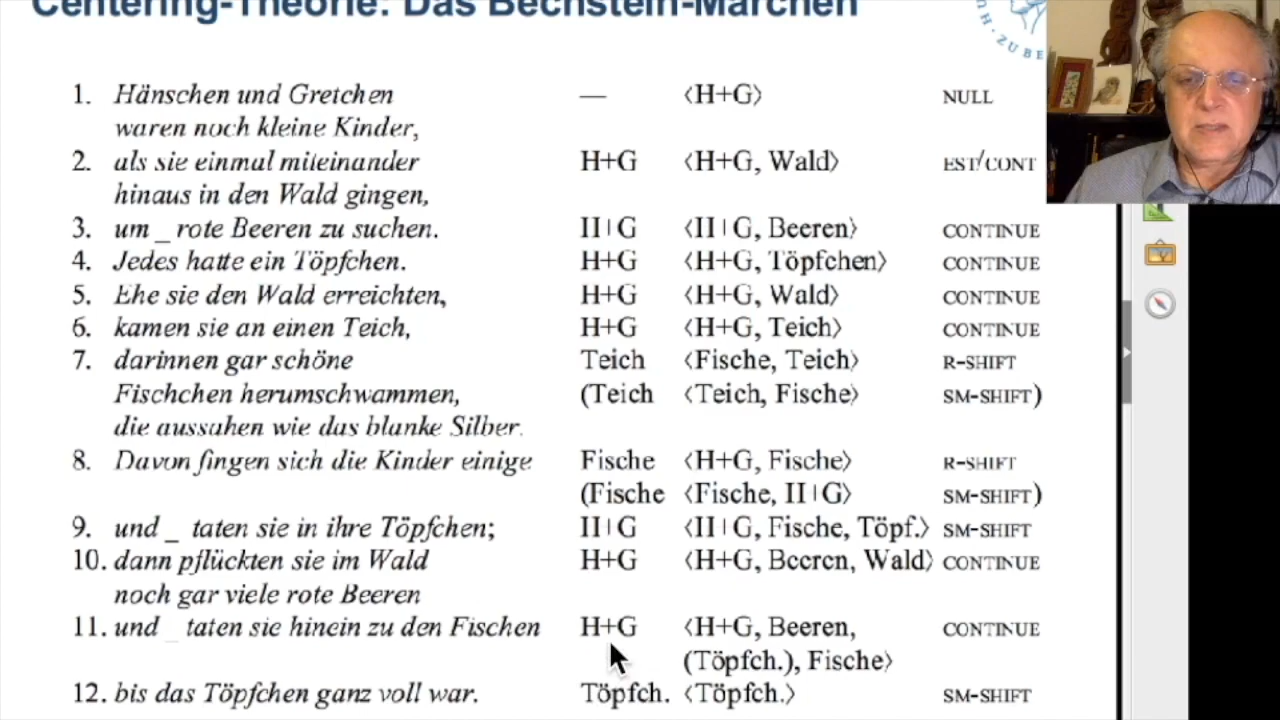 Centering-Theorie: Das Bechstein-Märchen
ZU BE
1. Hänschen und Gretchen — ⟨H+G⟩ NULL
waren noch kleine Kinder,
2. als sie einmal miteinander H+G ⟨H+G, Wald⟩ EST/CONT
hinaus in den Wald gingen,
3. um _ rote Beeren zu suchen. H+G ⟨H+G, Beeren⟩ CONTINUE
4. Jedes hatte ein Töpfchen. H+G ⟨H+G, Töpfchen⟩ CONTINUE
5. Ehe sie den Wald erreichten, H+G ⟨H+G, Wald⟩ CONTINUE
6. kamen sie an einen Teich, H+G ⟨H+G, Teich⟩ CONTINUE
7. darinnen gar schöne Teich ⟨Fische, Teich⟩ R-SHIFT
Fischchen herumschwammen, (Teich ⟨Teich, Fische⟩ SM-SHIFT)
die aussahen wie das blanke Silber.
8. Davon fingen sich die Kinder einige Fische ⟨H+G, Fische⟩ R-SHIFT
(Fische ⟨Fische, H+G⟩ SM-SHIFT)
9. und _ taten sie in ihre Töpfchen; H+G ⟨H+G, Fische, Töpf.⟩ SM-SHIFT
10. dann pflückten sie im Wald H+G ⟨H+G, Beeren, Wald⟩ CONTINUE
noch gar viele rote Beeren
11. und _ taten sie hinein zu den Fischen H+G ⟨H+G, Beeren, CONTINUE
(Töpfch.), Fische⟩
12. bis das Töpfchen ganz voll war. Töpfch. ⟨Töpfch.⟩ SM-SHIFT